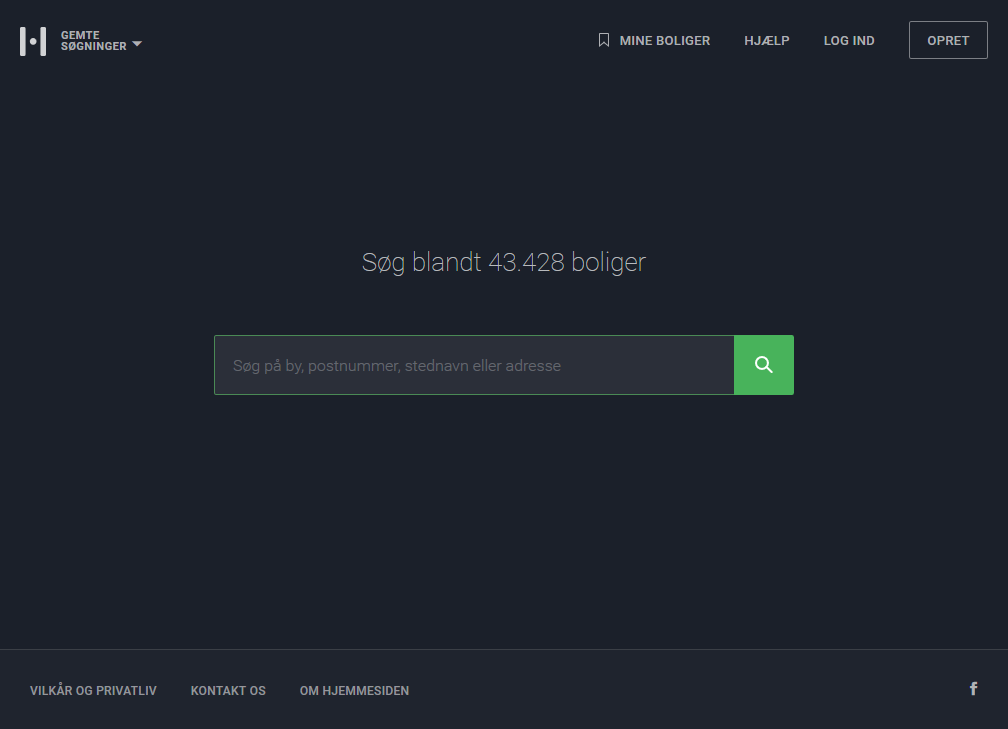 GEMTE
SØGNINGER
MINE BOLIGER
HJÆLP
LOG IND
OPRET
Søg blandt 43.428 boliger
Søg på by, postnummer, stednavn eller adresse
VILKÅR OG PRIVATLIV
KONTAKT OS
OM HJEMMESIDEN